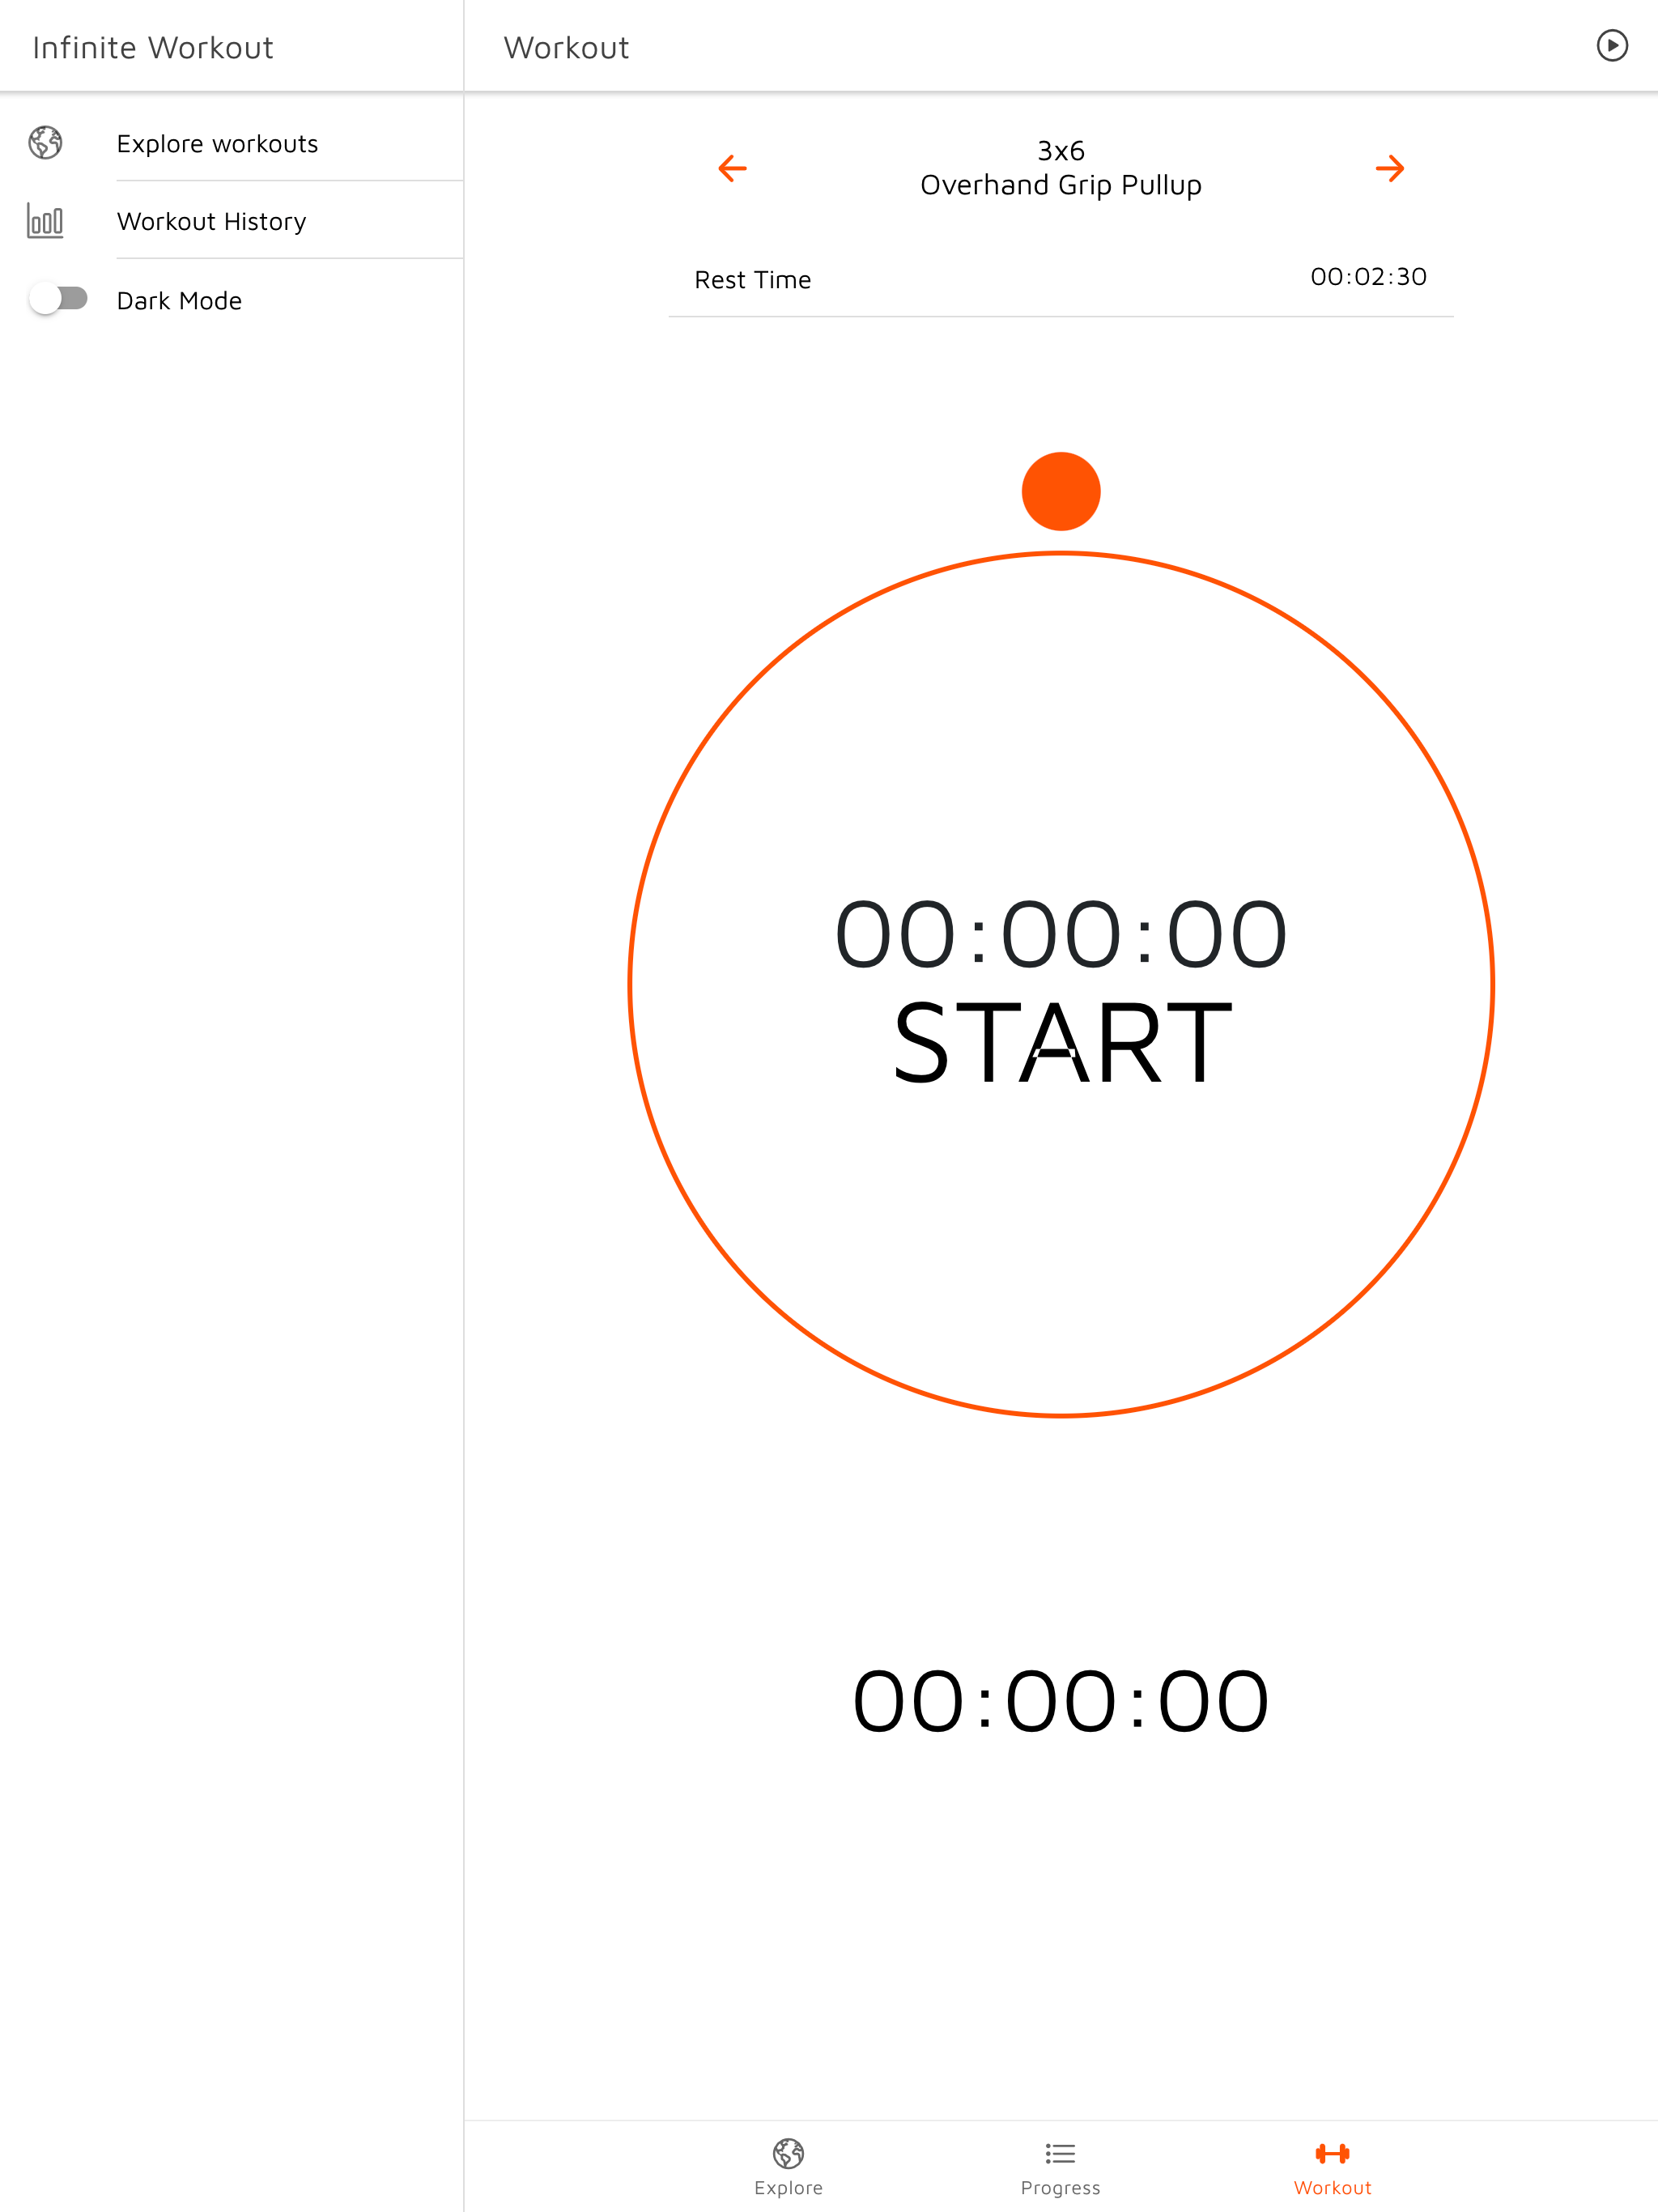 Infinite Workout
Explore workouts
Workout History
Dark Mode
Workout
3x6
Overhand Grip Pullup
Rest Time 00:02:30
00:00:00
START
00:00:00
Explore Progress Workout